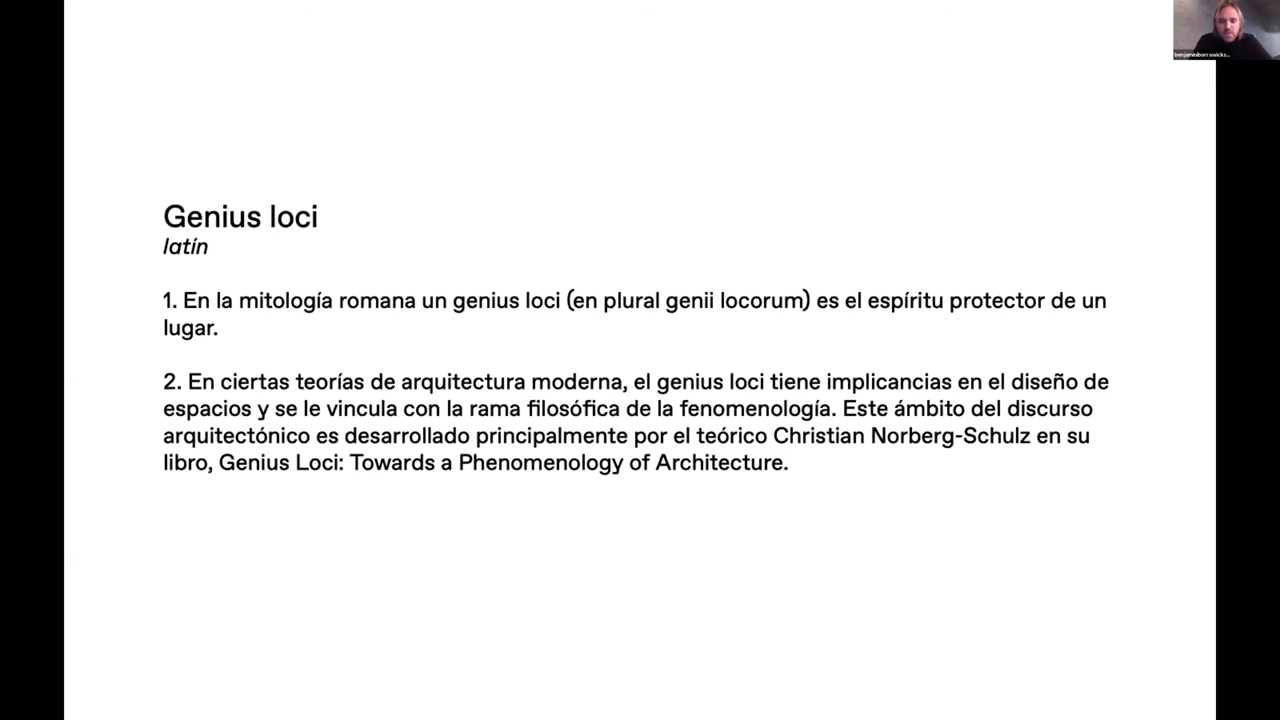 Genius loci
latín
1. En la mitología romana un genius loci (en plural genii locorum) es el espíritu protector de un
lugar.
2. En ciertas teorías de arquitectura moderna, el genius loci tiene implicancias en el diseño de
espacios y se le vincula con la rama filosófica de la fenomenología. Este ámbito del discurso
arquitectónico es desarrollado principalmente por el teórico Christian Norberg-Schulz en su
libro, Genius Loci: Towards a Phenomenology of Architecture.